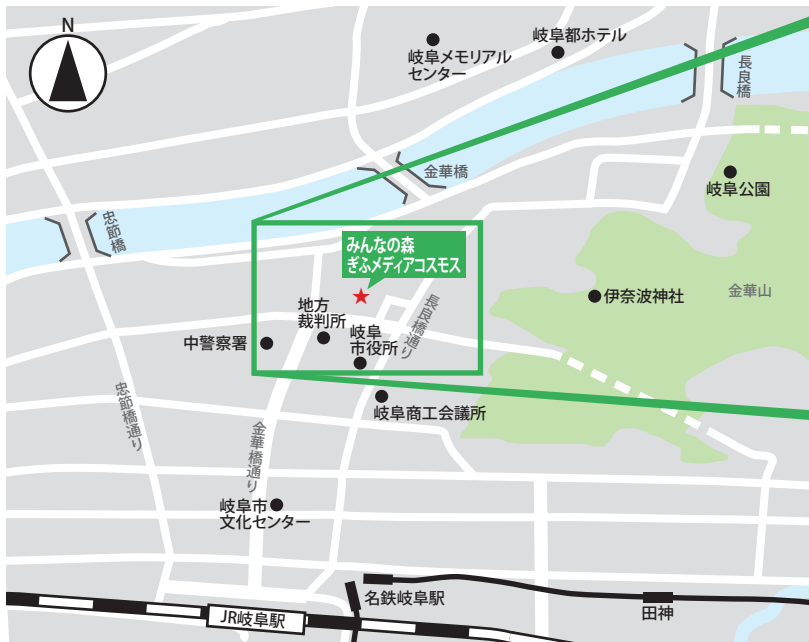 N
岐阜メモリアル
センター
岐阜都ホテル
長良橋
金華橋
岐阜公園
忠節橋
みんなの森
ぎふメディアコスモス
伊奈波神社
金華山
地方
裁判所
長良橋通り
中警察署
岐阜
市役所
岐阜商工会議所
忠節橋通り
金華橋通り
岐阜市
文化センター
名鉄岐阜駅
田神
JR岐阜駅